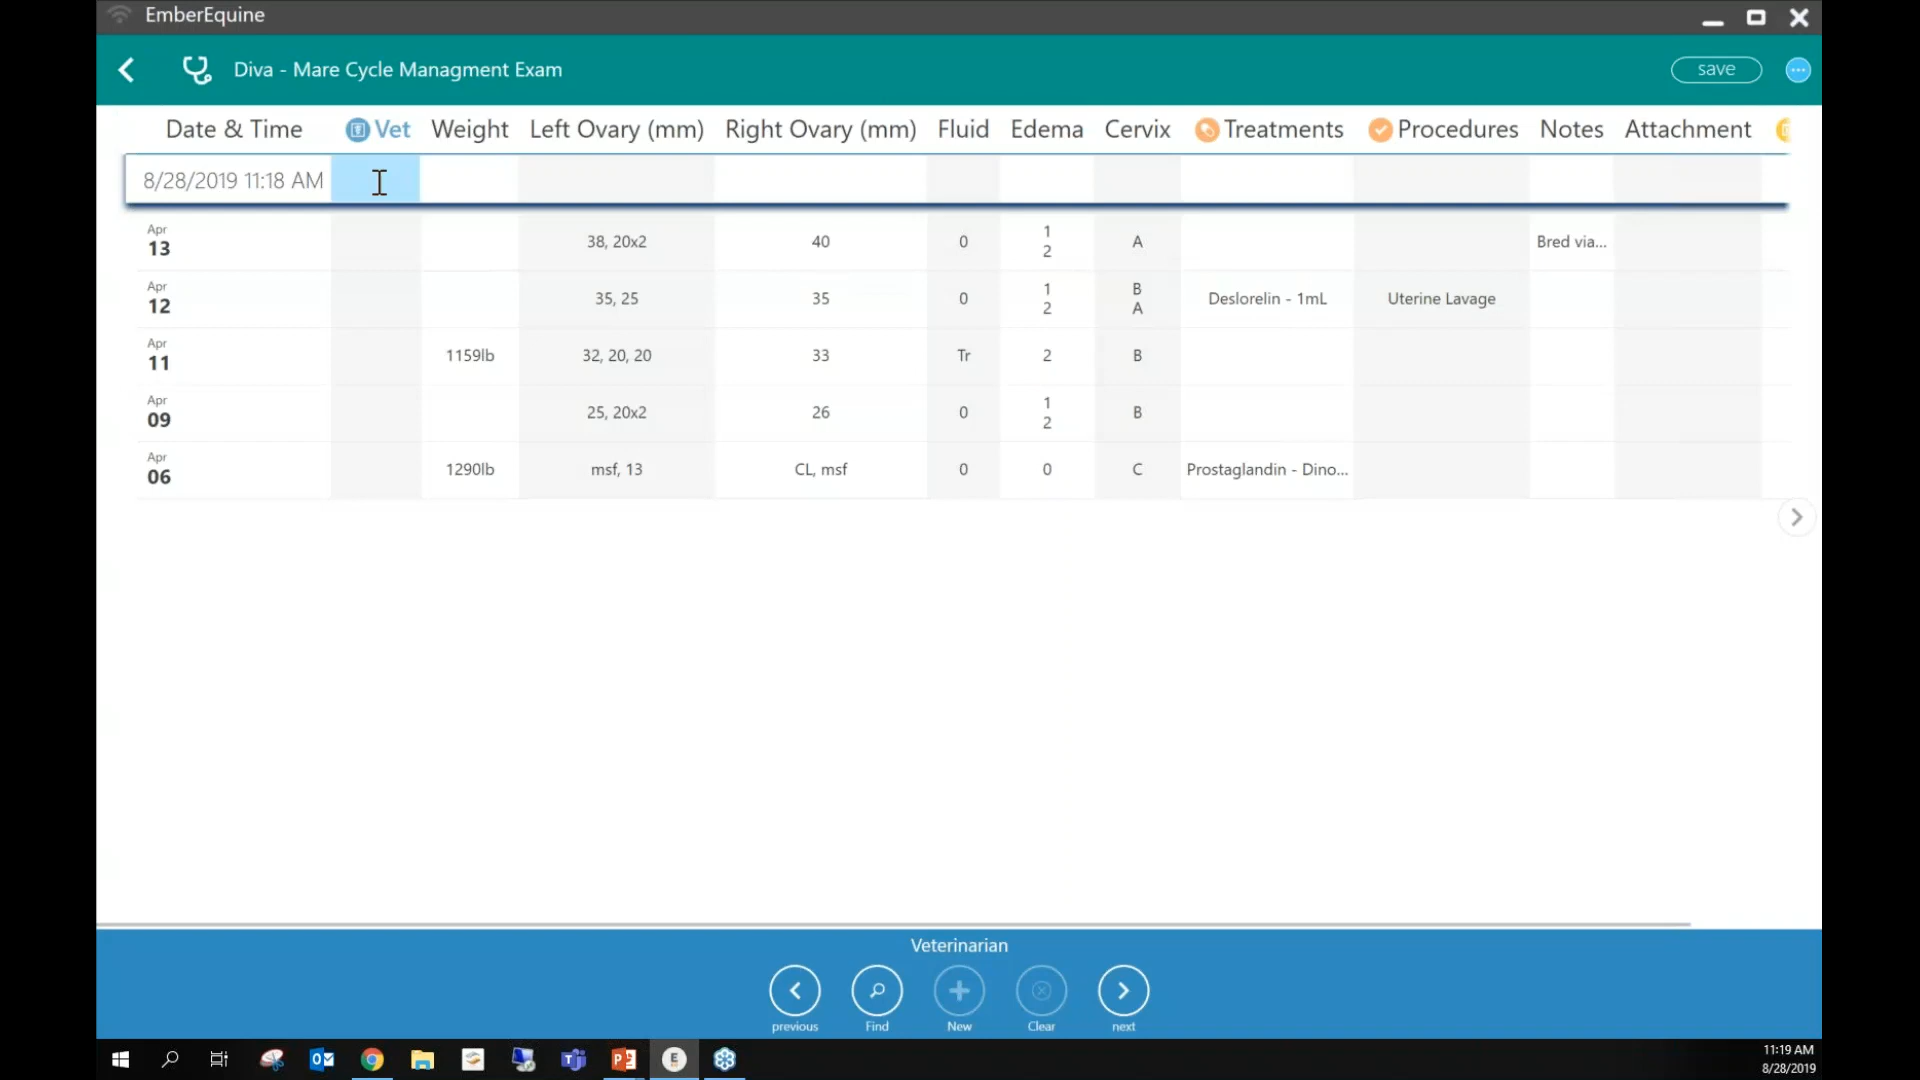 EmberEquine
Diva - Mare Cycle Managment Exam
save
Date & Time Vet Weight Left Ovary (mm) Right Ovary (mm) Fluid Edema Cervix Treatments Procedures Notes Attachment
8/28/2019 11:18 AM
Apr
13 38, 20x2 40 0 1 2 A Bred via...
Apr
12 35, 25 35 0 1 2 B A Deslorelin - 1mL Uterine Lavage
Apr
11 1159lb 32, 20, 20 33 Tr 2 B
Apr
09 25, 20x2 26 0 1 2 B
Apr
06 1290lb msf, 13 CL, msf 0 0 C Prostaglandin - Dino...
Veterinarian
previous Find New Clear next
11:19 AM
8/28/2019